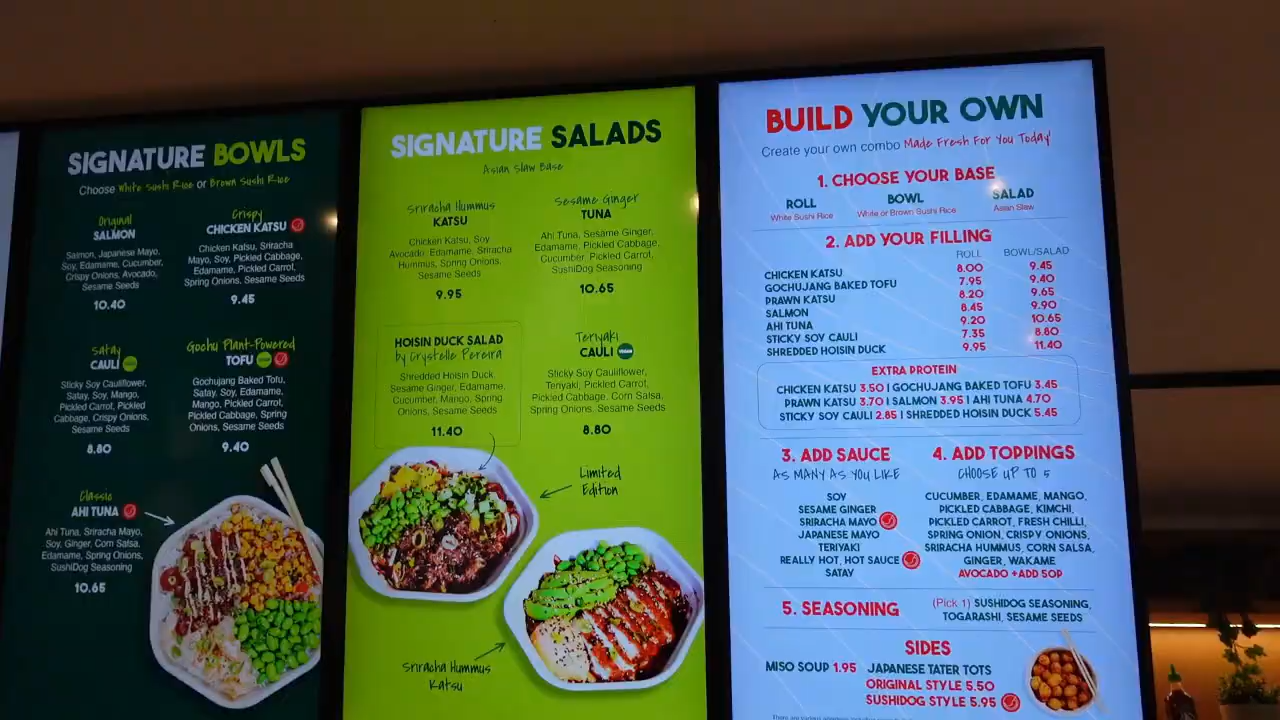 SIGNATURE BOWLS
Choose White Sushi Rice or Brown Sushi Rice
Original
SALMON
Salmon, Japanese Mayo,
Soy, Edamame, Cucumber,
Crispy Onions, Avocado,
Sesame Seeds
10.40
Crispy
CHICKEN KATSU
Chicken Katsu, Sriracha
Mayo, Soy, Pickled Cabbage,
Edamame, Pickled Carrot,
Spring Onions, Sesame Seeds
9.45
Satay
CAULI
Sticky Soy Cauliflower,
Satay, Soy, Mango,
Pickled Carrot, Pickled
Cabbage, Crispy Onions,
Sesame Seeds
8.80
Gochu Plant-Powered
TOFU
Gochujang Baked Tofu,
Satay, Soy, Edamame,
Mango, Pickled Carrot,
Pickled Cabbage, Spring
Onions, Sesame Seeds
9.40
Classic
AHI TUNA
Ahi Tuna, Sriracha Mayo,
Soy, Ginger, Corn Salsa,
Edamame, Spring Onions,
SushiDog Seasoning
10.65
SIGNATURE SALADS
Asian Slaw Base
Sriracha Hummus
KATSU
Chicken Katsu, Soy
Avocado, Edamame, Sriracha
Hummus, Spring Onions,
Sesame Seeds
9.95
Sesame Ginger
TUNA
Ahi Tuna, Sesame Ginger,
Edamame, Pickled Cabbage,
Cucumber, Pickled Carrot,
SushiDog Seasoning
10.65
HOISIN DUCK SALAD
by Crystelle Pereira
Shredded Hoisin Duck,
Sesame Ginger, Edamame,
Cucumber, Mango, Spring
Onions, Sesame Seeds
11.40
Teriyaki
CAULI VEGAN
Sticky Soy Cauliflower,
Teriyaki, Pickled Carrot,
Pickled Cabbage, Corn Salsa,
Spring Onions, Sesame Seeds
8.80
Limited
Edition
Sriracha Hummus
Katsu
BUILD YOUR OWN
Create your own combo Made Fresh For You Today!
1. CHOOSE YOUR BASE
ROLL
White Sushi Rice
BOWL
White or Brown Sushi Rice
SALAD
Asian Slaw
2. ADD YOUR FILLING
ROLL BOWL/SALAD
CHICKEN KATSU 8.00 9.45
GOCHUJANG BAKED TOFU 7.95 9.40
PRAWN KATSU 8.20 9.65
SALMON 8.45 9.90
AHI TUNA 9.20 10.65
STICKY SOY CAULI 7.35 8.80
SHREDDED HOISIN DUCK 9.95 11.40
EXTRA PROTEIN
CHICKEN KATSU 3.50 | GOCHUJANG BAKED TOFU 3.45
PRAWN KATSU 3.70 | SALMON 3.95 | AHI TUNA 4.70
STICKY SOY CAULI 2.85 | SHREDDED HOISIN DUCK 5.45
3. ADD SAUCE
AS MANY AS YOU LIKE
SOY
SESAME GINGER
SRIRACHA MAYO
JAPANESE MAYO
TERIYAKI
REALLY HOT, HOT SAUCE
SATAY
4. ADD TOPPINGS
CHOOSE UP TO 5
CUCUMBER, EDAMAME, MANGO,
PICKLED CABBAGE, KIMCHI,
PICKLED CARROT, FRESH CHILLI,
SPRING ONION, CRISPY ONIONS,
SRIRACHA HUMMUS, CORN SALSA,
GINGER, WAKAME
AVOCADO +ADD 50P
5. SEASONING
(Pick 1) SUSHIDOG SEASONING,
TOGARASHI, SESAME SEEDS
SIDES
MISO SOUP 1.95
JAPANESE TATER TOTS
ORIGINAL STYLE 5.50
SUSHIDOG STYLE 5.95